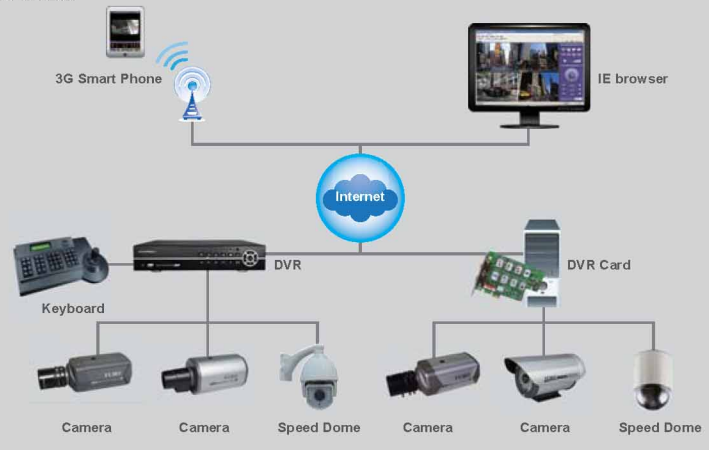 3G Smart Phone
IE browser
Internet
DVR
DVR Card
Keyboard
Camera
Camera
Speed Dome
Camera
Camera
Speed Dome